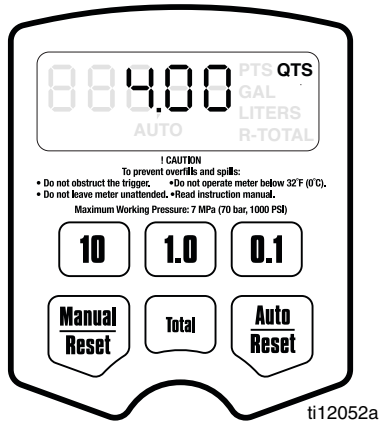 4.00 PTS QTS
GAL
LITERS
AUTO R-TOTAL
! CAUTION
To prevent overfills and spills:
• Do not obstruct the trigger. •Do not operate meter below 32°F (0°C).
• Do not leave meter unattended. •Read instruction manual.
Maximum Working Pressure: 7 MPa (70 bar, 1000 PSI)
10 1.0 0.1
Manual Total Auto
Reset Reset
ti12052a